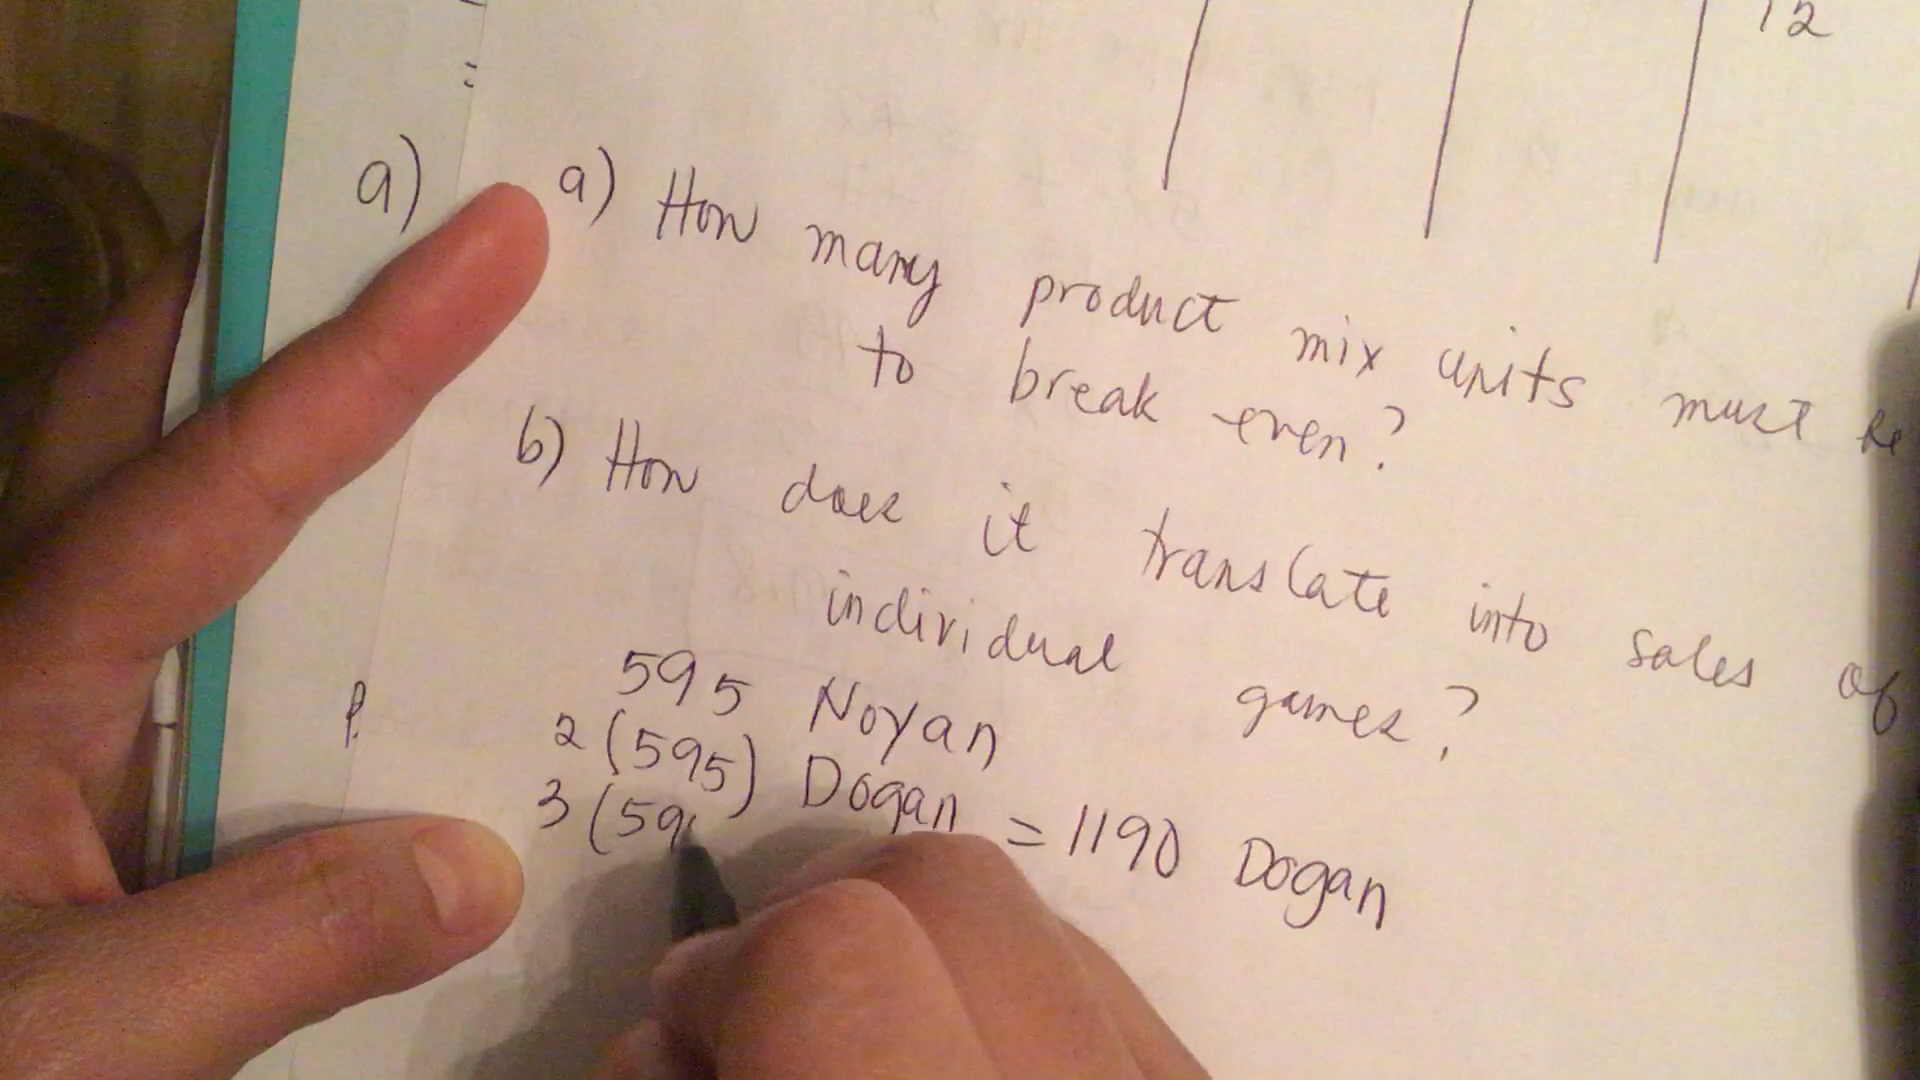 12
a)
a) How many product mix units must be
to break even?
b) How does it translate into sales of
individual games?
595 Noyan
2 (595) Dogan = 1190 Dogan
3 (59